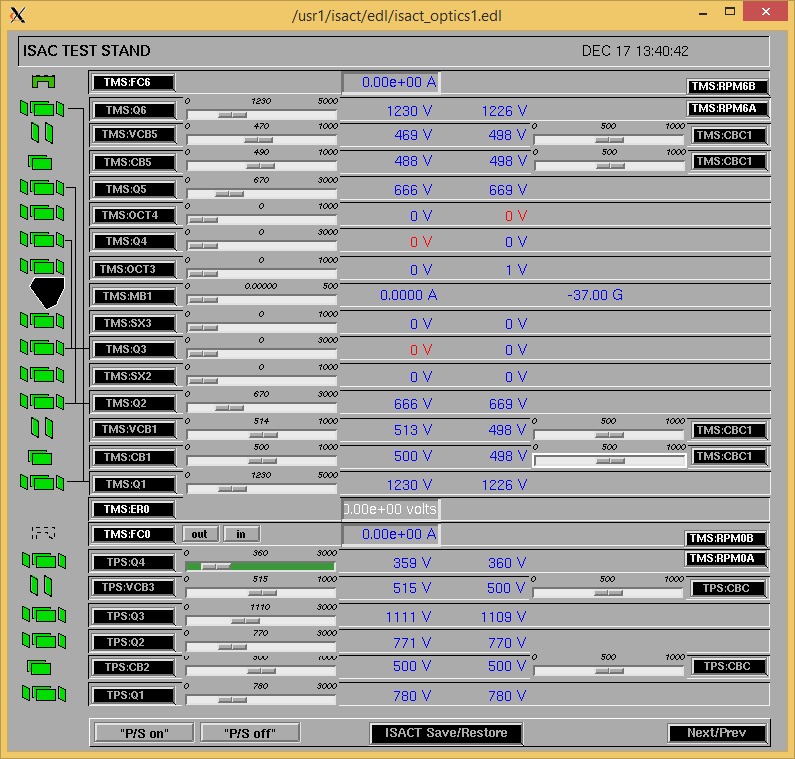 /usr1/isact/edl/isact_optics1.edl
ISAC TEST STAND DEC 17 13:40:42
TMS:FC6 0.00e+00 A TMS:RPM6B
TMS:Q6 0 1230 5000 1230 V 1226 V TMS:RPM6A
TMS:VCB5 0 470 1000 469 V 498 V 0 500 1000 TMS:CBC1
TMS:CB5 0 490 1000 488 V 498 V 0 500 1000 TMS:CBC1
TMS:Q5 0 670 3000 666 V 669 V
TMS:OCT4 0 0 1000 0 V 0 V
TMS:Q4 0 0 3000 0 V 0 V
TMS:OCT3 0 0 1000 0 V 1 V
TMS:MB1 0 0.00000 500 0.0000 A -37.00 G
TMS:SX3 0 0 1000 0 V 0 V
TMS:Q3 0 0 3000 0 V 0 V
TMS:SX2 0 0 1000 0 V 0 V
TMS:Q2 0 670 3000 666 V 669 V
TMS:VCB1 0 514 1000 513 V 498 V 0 500 1000 TMS:CBC1
TMS:CB1 0 500 1000 500 V 498 V 0 500 1000 TMS:CBC1
TMS:Q1 0 1230 5000 1230 V 1226 V
TMS:ER0 0.00e+00 volts
TMS:FC0 out in 0.00e+00 A TMS:RPM0B
TPS:Q4 0 360 3000 359 V 360 V TMS:RPM0A
TPS:VCB3 0 515 1000 515 V 500 V 0 500 1000 TPS:CBC
TPS:Q3 0 1110 3000 1111 V 1109 V
TPS:Q2 0 770 3000 771 V 770 V
TPS:CB2 0 500 1000 500 V 500 V 0 500 1000 TPS:CBC
TPS:Q1 0 780 3000 780 V 780 V
"P/S on" "P/S off" ISACT Save/Restore Next/Prev